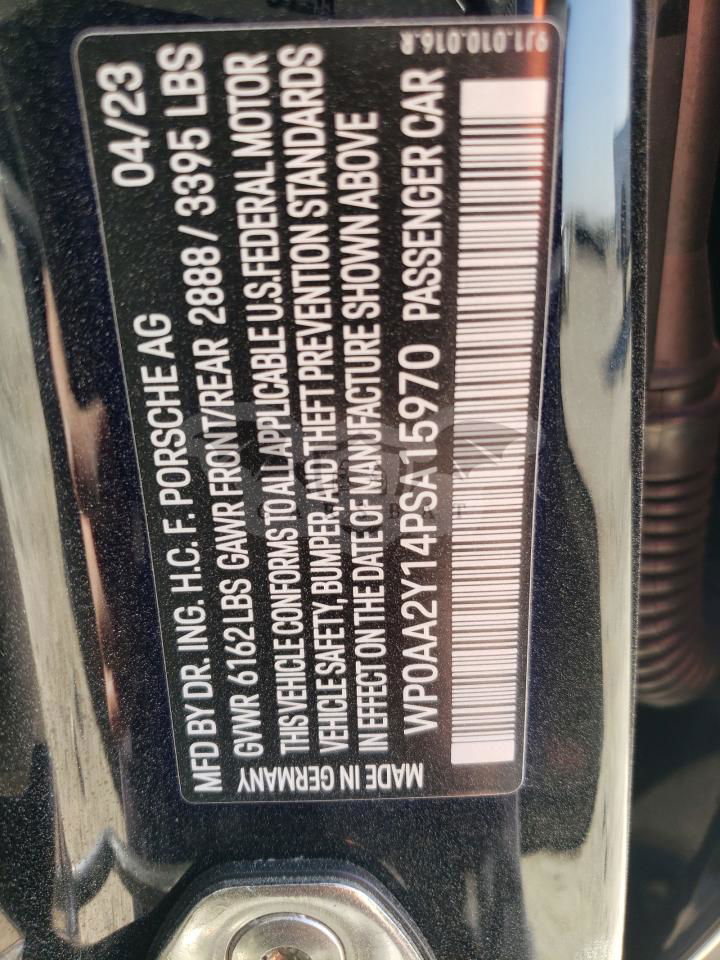 MFD BY DR. ING. H.C. F. PORSCHE AG 04/23
GVWR 6162 LBS GAWR FRONT/REAR 2888 / 3395 LBS
THIS VEHICLE CONFORMS TO ALL APPLICABLE U.S. FEDERAL MOTOR
VEHICLE SAFETY, BUMPER, AND THEFT PREVENTION STANDARDS
IN EFFECT ON THE DATE OF MANUFACTURE SHOWN ABOVE
WP0AA2Y14PSA15970 PASSENGER CAR
MADE IN GERMANY
9J1.010.016.R